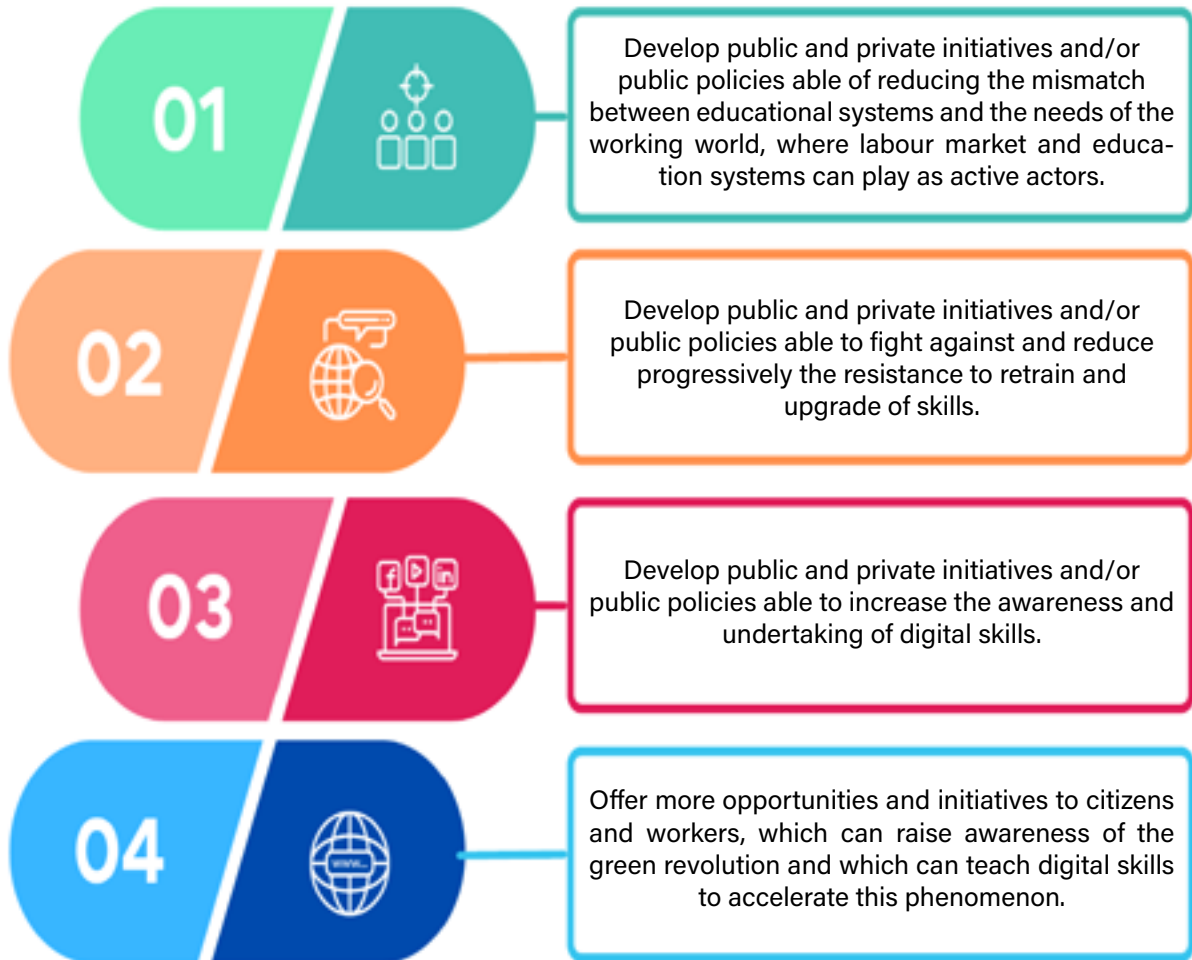 01
Develop public and private initiatives and/or
public policies able of reducing the mismatch
between educational systems and the needs of the
working world, where labour market and educa-
tion systems can play as active actors.
02
Develop public and private initiatives and/or
public policies able to fight against and reduce
progressively the resistance to retrain and
upgrade of skills.
03
f
in
Develop public and private initiatives and/or
public policies able to increase the awareness and
undertaking of digital skills.
04
www...
Offer more opportunities and initiatives to citizens
and workers, which can raise awareness of the
green revolution and which can teach digital skills
to accelerate this phenomenon.